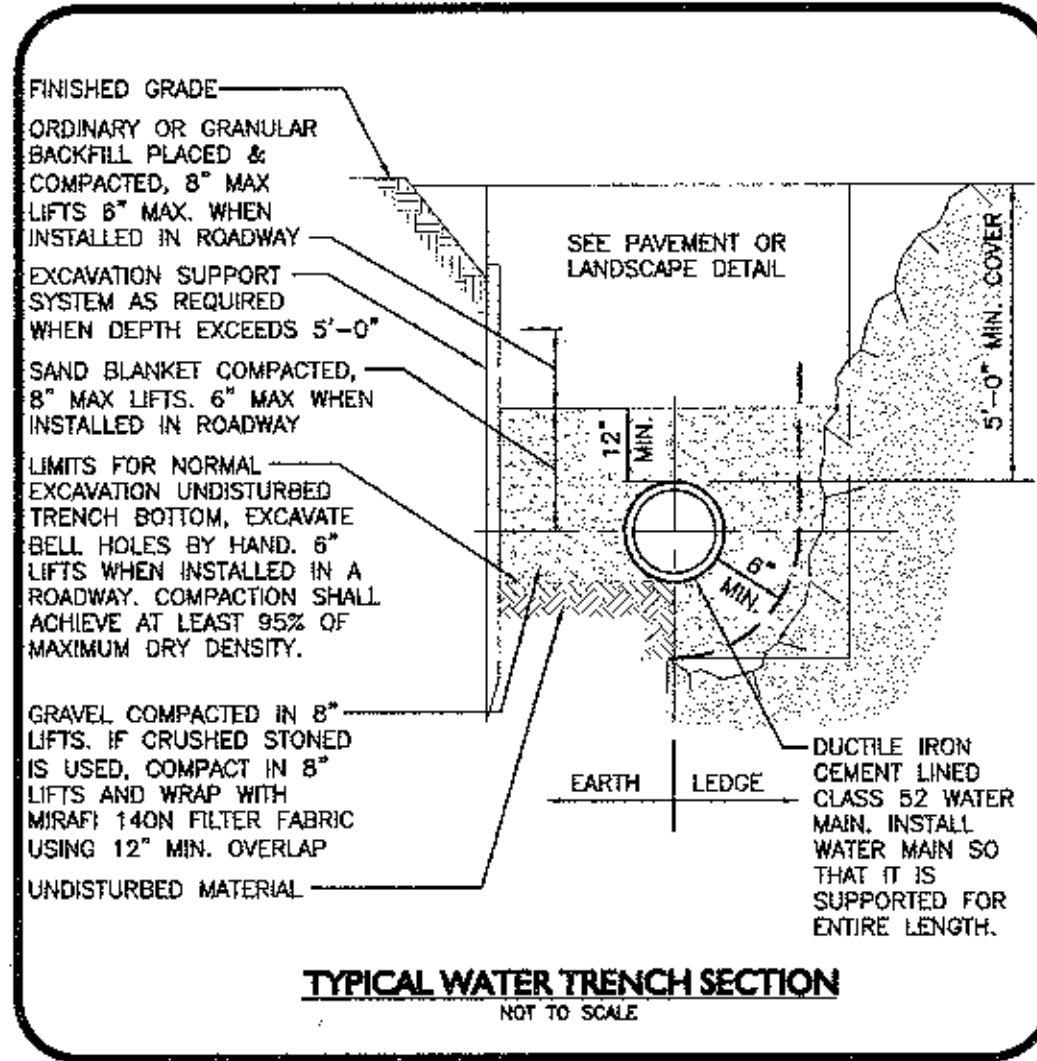 FINISHED GRADE
ORDINARY OR GRANULAR
BACKFILL PLACED &
COMPACTED, 8" MAX
LIFTS 6" MAX. WHEN
INSTALLED IN ROADWAY
EXCAVATION SUPPORT
SYSTEM AS REQUIRED
WHEN DEPTH EXCEEDS 5'-0"
SAND BLANKET COMPACTED,
8" MAX LIFTS. 6" MAX WHEN
INSTALLED IN ROADWAY
LIMITS FOR NORMAL
EXCAVATION UNDISTURBED
TRENCH BOTTOM, EXCAVATE
BELL HOLES BY HAND. 6"
LIFTS WHEN INSTALLED IN A
ROADWAY. COMPACTION SHALL
ACHIEVE AT LEAST 95% OF
MAXIMUM DRY DENSITY.
GRAVEL COMPACTED IN 8"
LIFTS. IF CRUSHED STONED
IS USED, COMPACT IN 8"
LIFTS AND WRAP WITH
MIRAFI 140N FILTER FABRIC
USING 12" MIN. OVERLAP
UNDISTURBED MATERIAL
SEE PAVEMENT OR
LANDSCAPE DETAIL
12"
MIN.
6"
MIN.
5'-0" MIN. COVER
EARTH
LEDGE
DUCTILE IRON
CEMENT LINED
CLASS 52 WATER
MAIN. INSTALL
WATER MAIN SO
THAT IT IS
SUPPORTED FOR
ENTIRE LENGTH.
TYPICAL WATER TRENCH SECTION
NOT TO SCALE